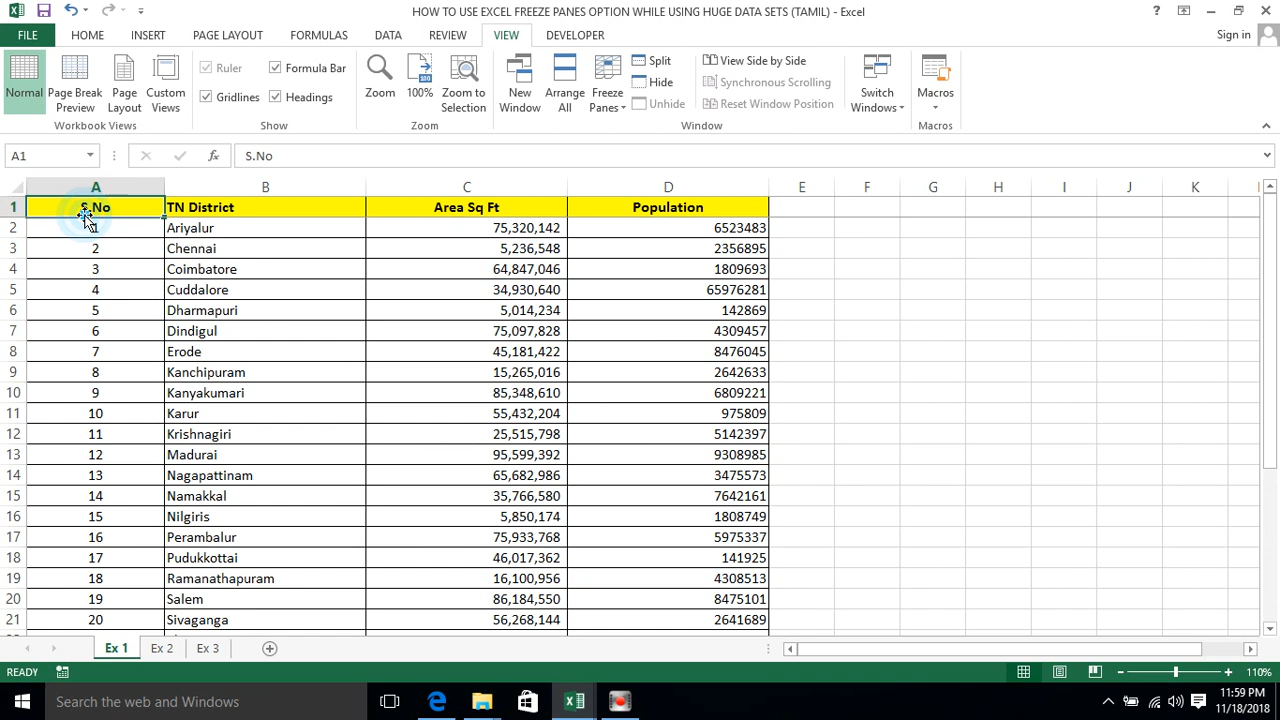 HOW TO USE EXCEL FREEZE PANES OPTION WHILE USING HUGE DATA SETS (TAMIL) - Excel
FILE HOME INSERT PAGE LAYOUT FORMULAS DATA REVIEW VIEW DEVELOPER Sign in
Normal Page Break Preview Page Layout Custom Views
Ruler Formula Bar
Gridlines Headings
Zoom 100% Zoom to Selection
New Window Arrange All Freeze Panes
Split
Hide
Unhide
View Side by Side
Synchronous Scrolling
Reset Window Position
Switch Windows Macros
Workbook Views Show Zoom Window Macros
A1 fx S.No
A B C D E F G H I J K
1 S.No TN District Area Sq Ft Population
2 1 Ariyalur 75,320,142 6523483
3 2 Chennai 5,236,548 2356895
4 3 Coimbatore 64,847,046 1809693
5 4 Cuddalore 34,930,640 65976281
6 5 Dharmapuri 5,014,234 142869
7 6 Dindigul 75,097,828 4309457
8 7 Erode 45,181,422 8476045
9 8 Kanchipuram 15,265,016 2642633
10 9 Kanyakumari 85,348,610 6809221
11 10 Karur 55,432,204 975809
12 11 Krishnagiri 25,515,798 5142397
13 12 Madurai 95,599,392 9308985
14 13 Nagapattinam 65,682,986 3475573
15 14 Namakkal 35,766,580 7642161
16 15 Nilgiris 5,850,174 1808749
17 16 Perambalur 75,933,768 5975337
18 17 Pudukkottai 46,017,362 141925
19 18 Ramanathapuram 16,100,956 4308513
20 19 Salem 86,184,550 8475101
21 20 Sivaganga 56,268,144 2641689
Ex 1 Ex 2 Ex 3
READY 110%
Search the web and Windows 11:59 PM
11/18/2018